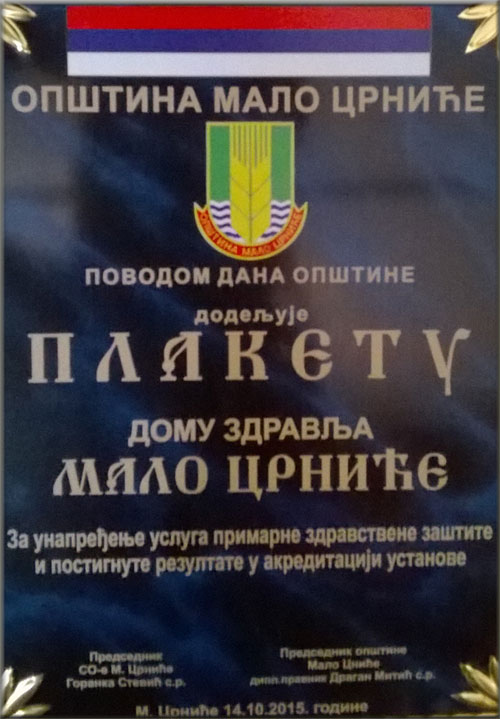 ОПШТИНА МАЛО ЦРНИЋЕ
ОПШТИНА МАЛО ЦРНИЋЕ
ПОВОДОМ ДАНА ОПШТИНЕ
додељује
ПЛАКЕТУ
ДОМУ ЗДРАВЉА
МАЛО ЦРНИЋЕ
За унапређење услуга примарне здравствене заштите
и постигнуте резултате у акредитацији установе
Председник
СО-е М. Црниће
Горанка Стевић с.р.
Председник општине
Мало Цниће
дипл.правник Драган Митић с.р.
М. Црниће 14.10.2015. године